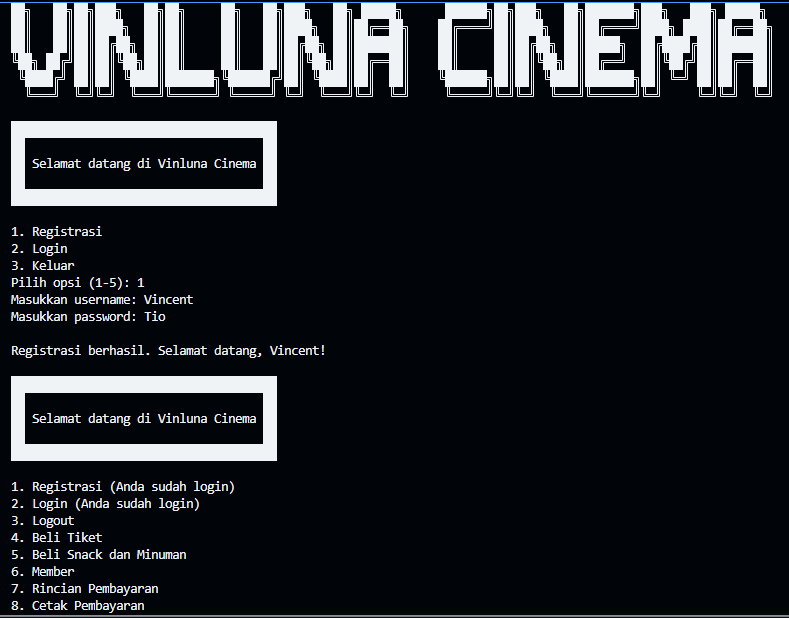 VINLUNA CINEMA
Selamat datang di Vinluna Cinema
1. Registrasi
2. Login
3. Keluar
Pilih opsi (1-5): 1
Masukkan username: Vincent
Masukkan password: Tio
Registrasi berhasil. Selamat datang, Vincent!
Selamat datang di Vinluna Cinema
1. Registrasi (Anda sudah login)
2. Login (Anda sudah login)
3. Logout
4. Beli Tiket
5. Beli Snack dan Minuman
6. Member
7. Rincian Pembayaran
8. Cetak Pembayaran